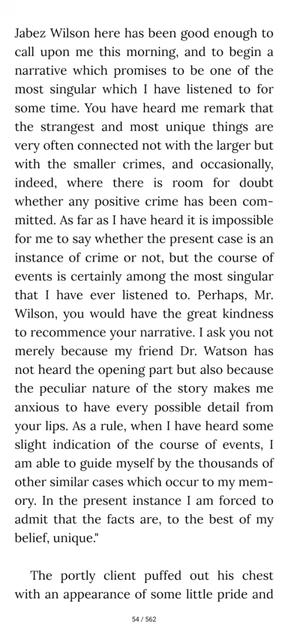 Jabez Wilson here has been good enough to
call upon me this morning, and to begin a
narrative which promises to be one of the
most singular which I have listened to for
some time. You have heard me remark that
the strangest and most unique things are
very often connected not with the larger but
with the smaller crimes, and occasionally,
indeed, where there is room for doubt
whether any positive crime has been com-
mitted. As far as I have heard it is impossible
for me to say whether the present case is an
instance of crime or not, but the course of
events is certainly among the most singular
that I have ever listened to. Perhaps, Mr.
Wilson, you would have the great kindness
to recommence your narrative. I ask you not
merely because my friend Dr. Watson has
not heard the opening part but also because
the peculiar nature of the story makes me
anxious to have every possible detail from
your lips. As a rule, when I have heard some
slight indication of the course of events, I
am able to guide myself by the thousands of
other similar cases which occur to my mem-
ory. In the present instance I am forced to
admit that the facts are, to the best of my
belief, unique."
The portly client puffed out his chest
with an appearance of some little pride and
54 / 562